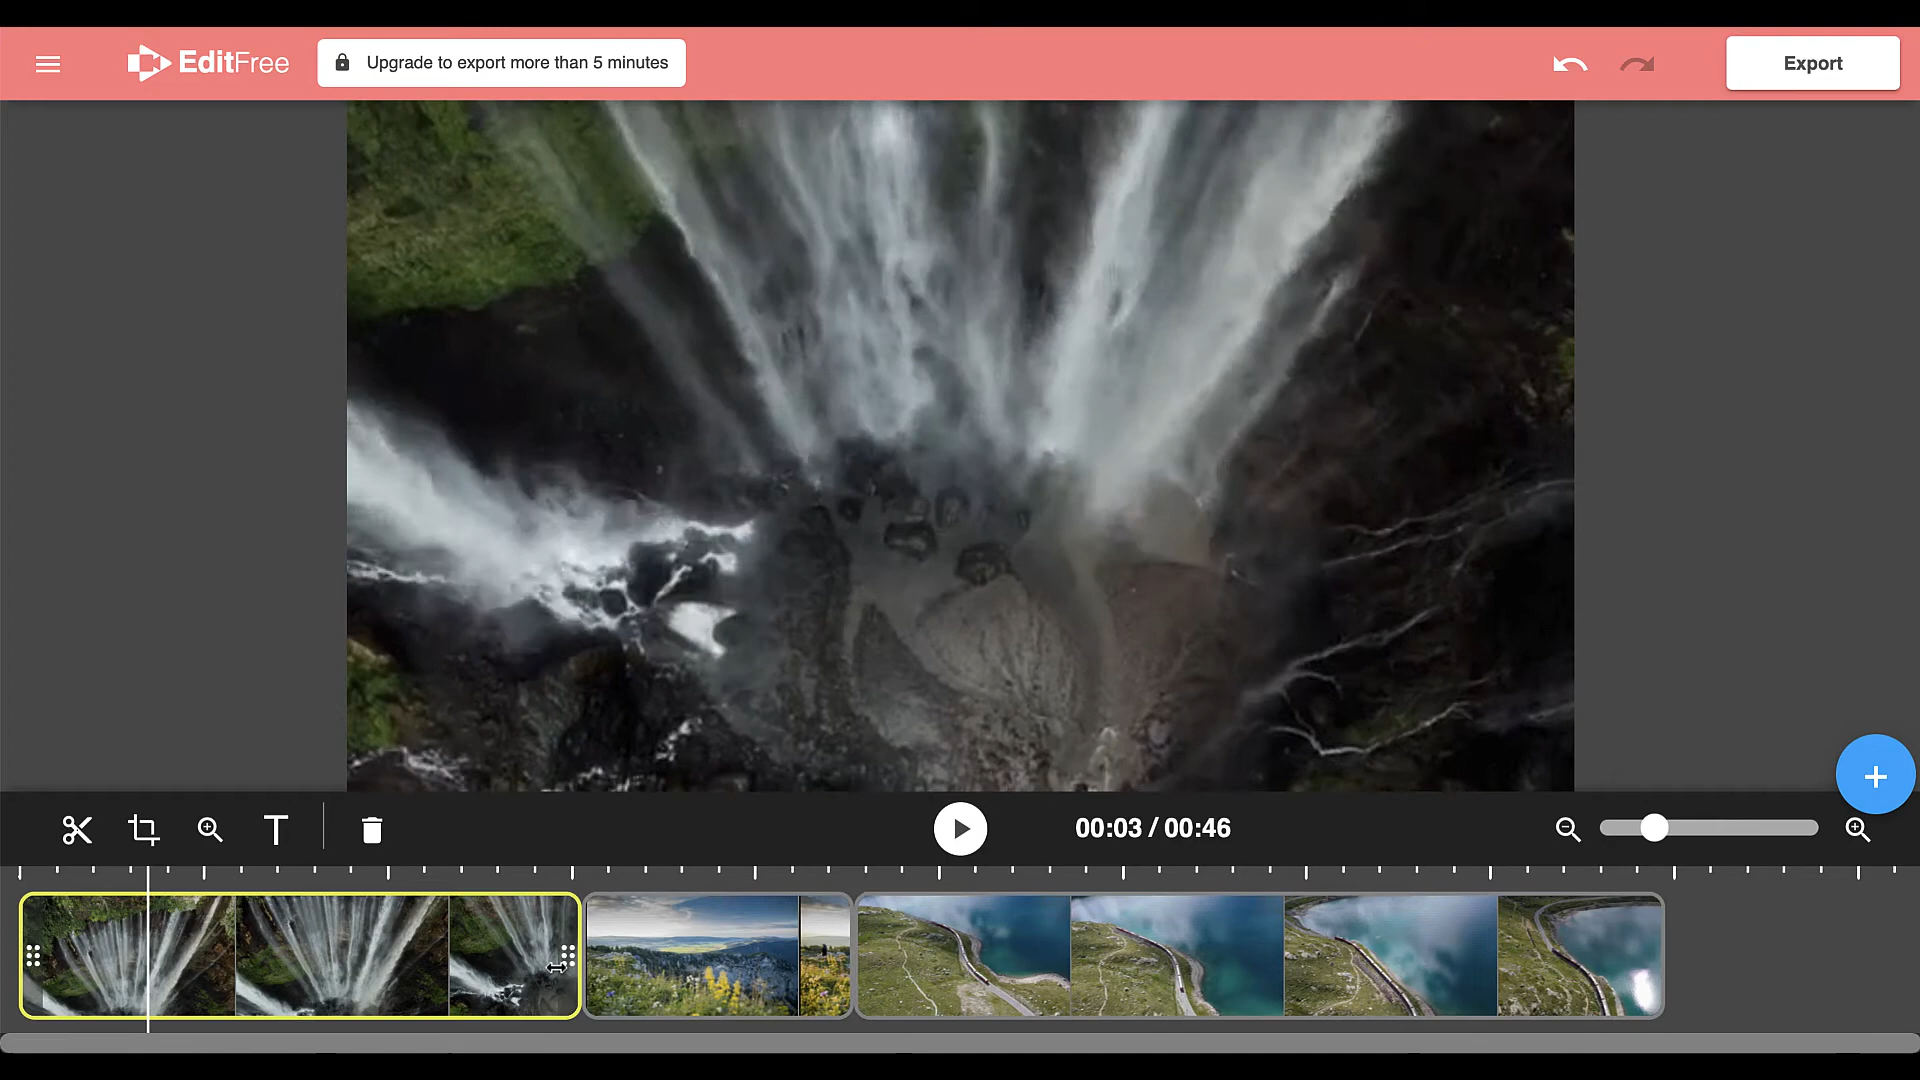 EditFree
Upgrade to export more than 5 minutes
Export
T
00:03 / 00:46